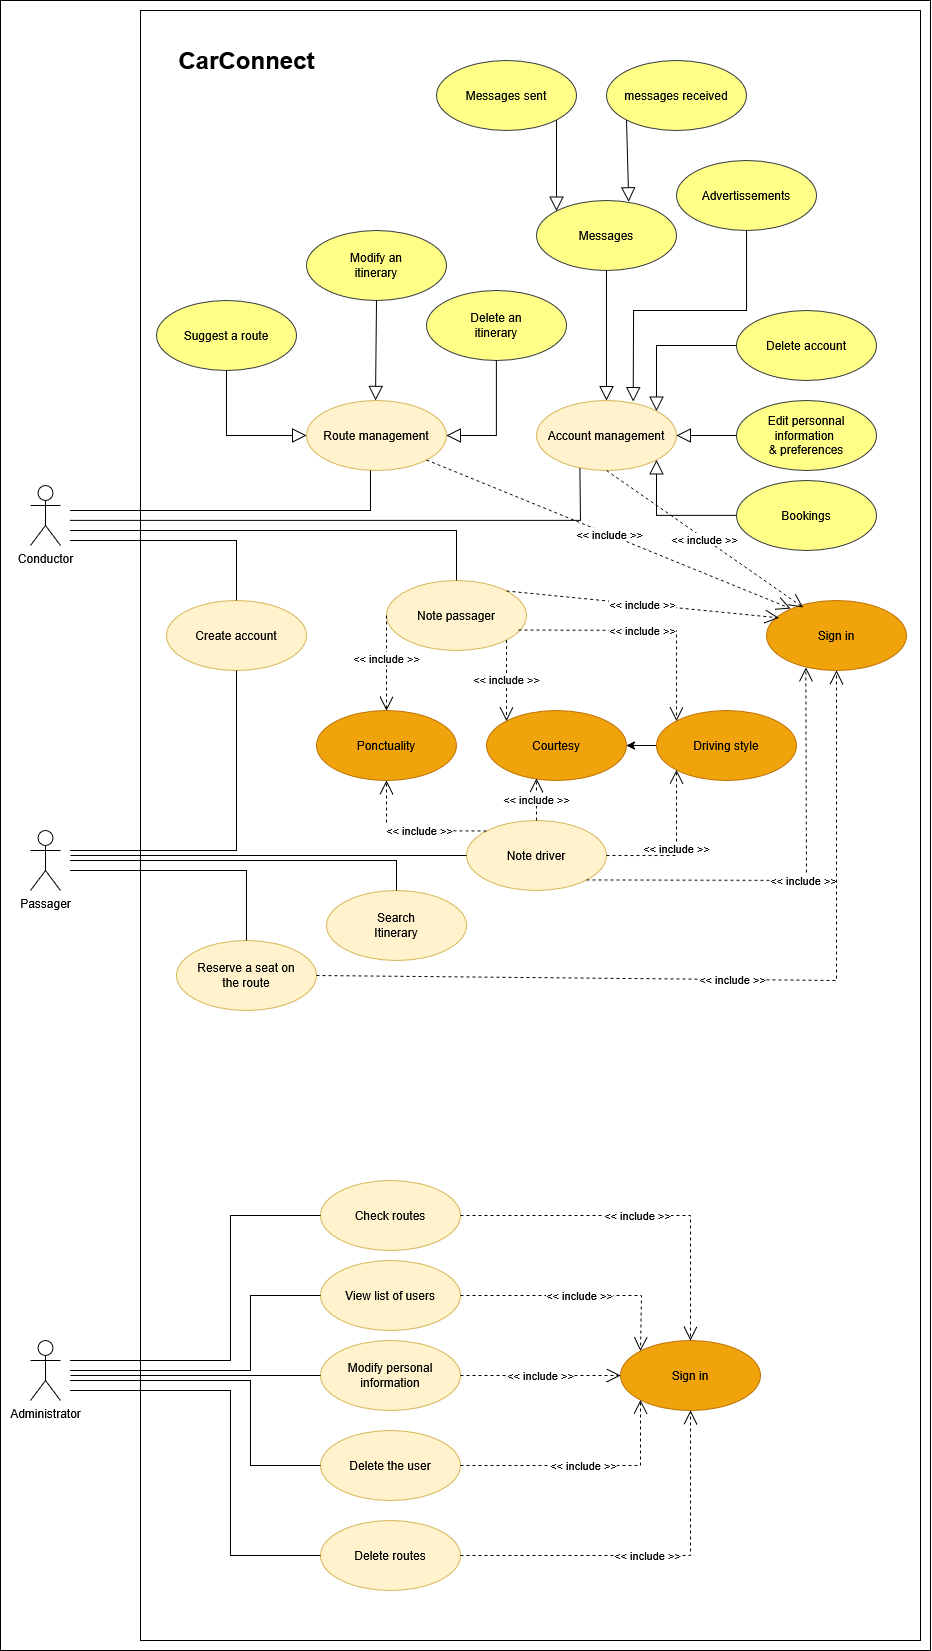 CarConnect
Messages sent
messages received
Advertissements
Messages
Modify an
itinerary
Delete an
itinerary
Suggest a route
Delete account
Route management
Account management
Edit personnal
information
& preferences
Bookings
<< include >>
<< include >>
Conductor
Note passager
<< include >>
Create account
<< include >>
Sign in
<< include >>
<< include >>
Ponctuality
Courtesy
Driving style
<< include >>
<< include >>
<< include >>
Note driver
<< include >>
Passager
Search
Itinerary
Reserve a seat on
the route
<< include >>
Check routes
<< include >>
View list of users
<< include >>
Modify personal
information
<< include >>
Sign in
Administrator
Delete the user
<< include >>
Delete routes
<< include >>